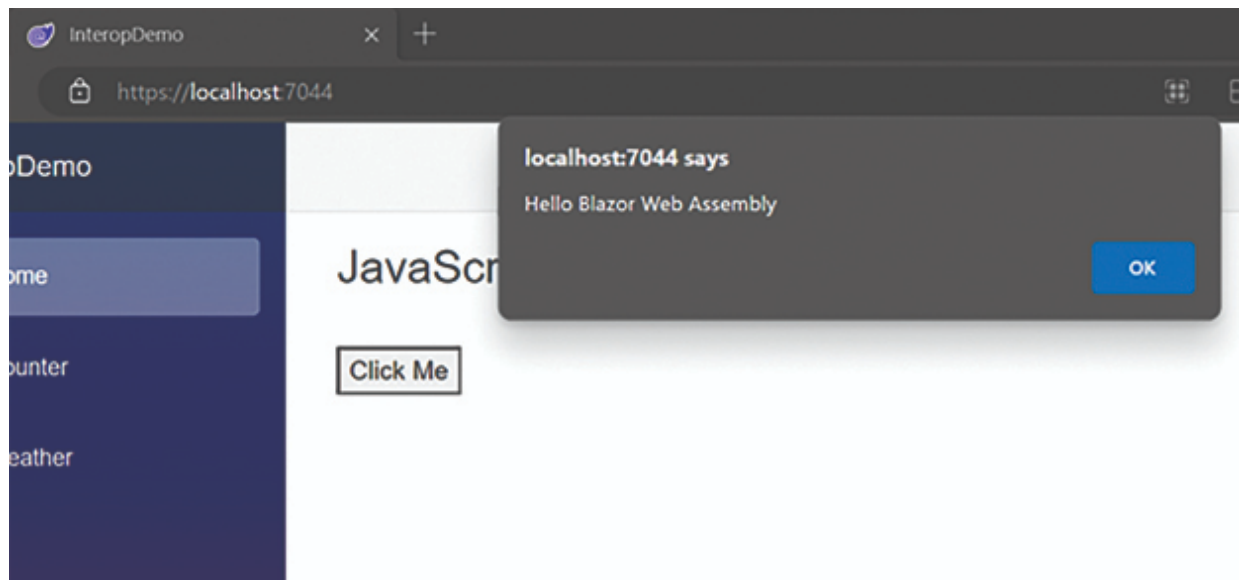 InteropDemo
https://localhost:7044
pDemo
localhost:7044 says
Hello Blazor Web Assembly
OK
ome
JavaScr
ounter
Click Me
eather